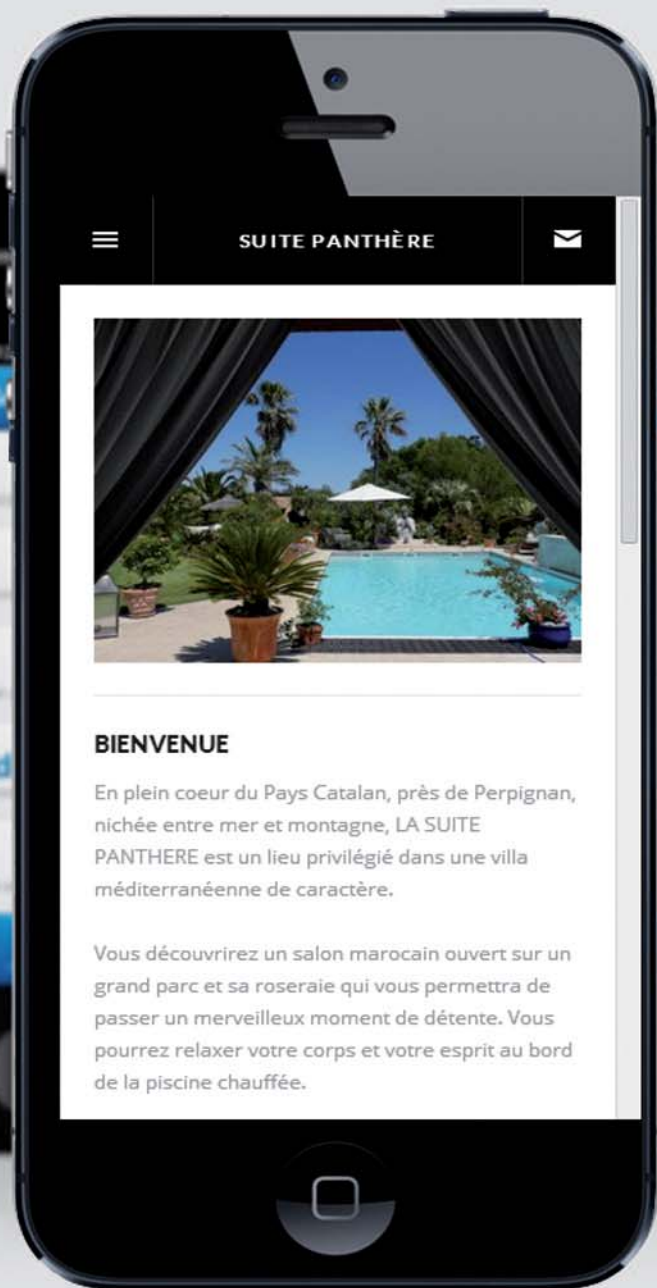 SUITE PANTHÈRE
BIENVENUE
En plein coeur du Pays Catalan, près de Perpignan,
nichée entre mer et montagne, LA SUITE
PANTHERE est un lieu privilégié dans une villa
méditerranéenne de caractère.
Vous découvrirez un salon marocain ouvert sur un
grand parc et sa roseraie qui vous permettra de
passer un merveilleux moment de détente. Vous
pourrez relaxer votre corps et votre esprit au bord
de la piscine chauffée.